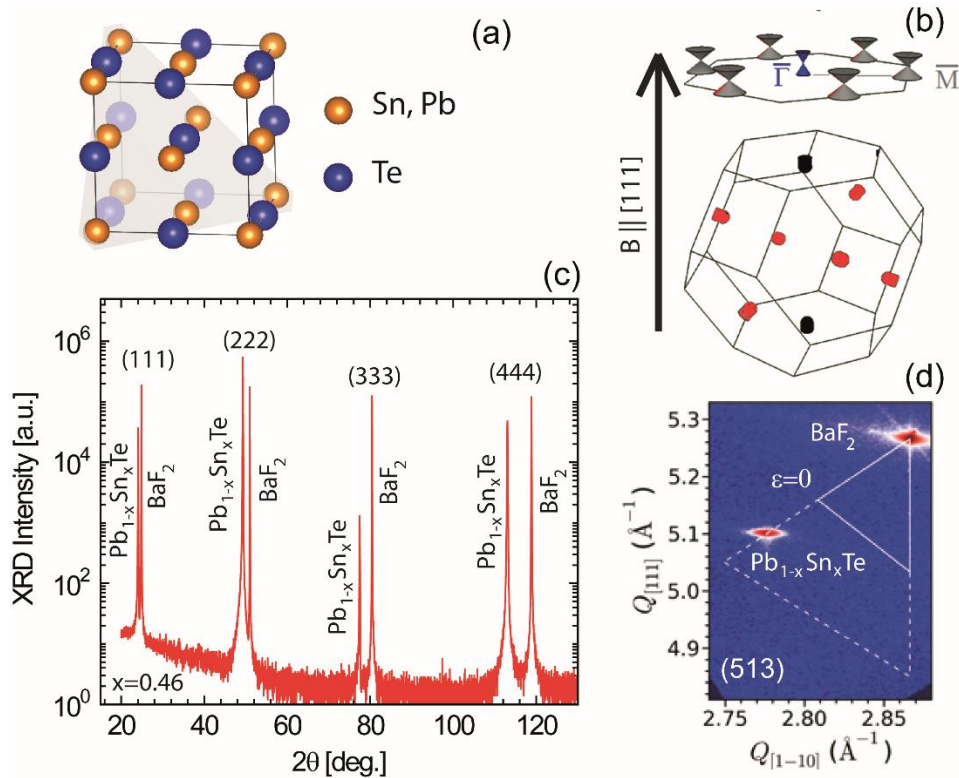 (a)
Sn, Pb
Te
(b)
Γ̅
M̅
B || [111]
(c)
XRD Intensity [a.u.]
10⁶
10⁴
10²
10⁰
(111)
(222)
(333)
(444)
Pb₁₋ₓSnₓTe
BaF₂
Pb₁₋ₓSnₓTe
BaF₂
Pb₁₋ₓSnₓTe
BaF₂
Pb₁₋ₓSnₓTe
BaF₂
x=0.46
20 40 60 80 100 120
2θ [deg.]
(d)
Q[111] (Å⁻¹)
5.3
5.2
5.1
5.0
4.9
BaF₂
ε=0
Pb₁₋ₓSnₓTe
(513)
2.75 2.80 2.85
Q[1−10] (Å⁻¹)